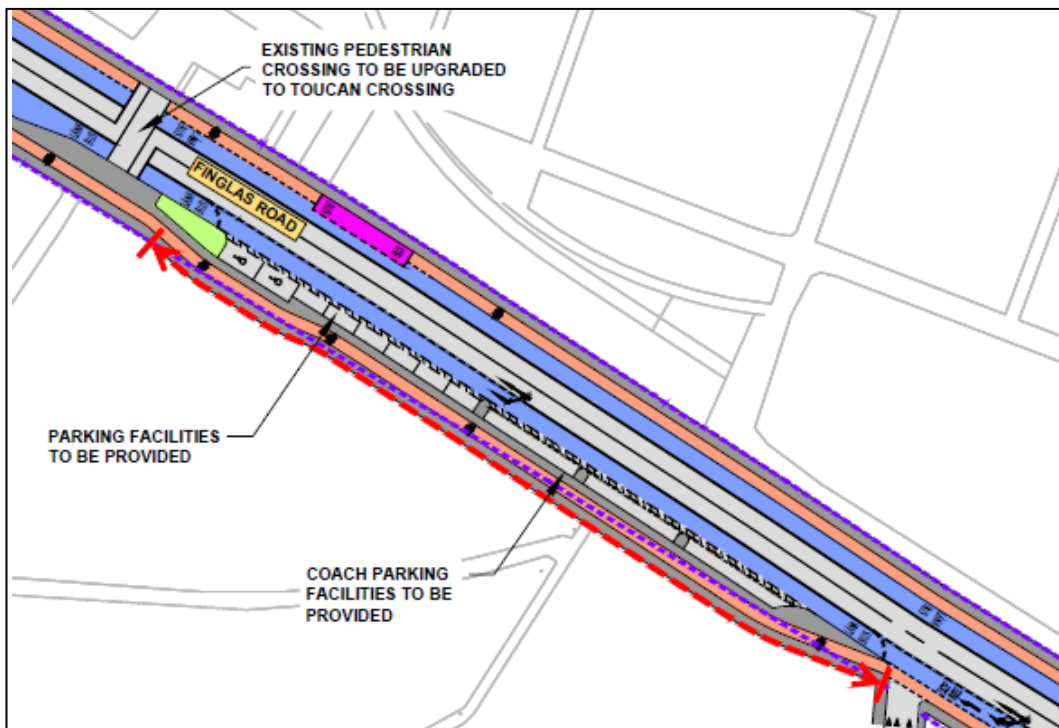 EXISTING PEDESTRIAN
CROSSING TO BE UPGRADED
TO TOUCAN CROSSING
FINGLAS ROAD
PARKING FACILITIES
TO BE PROVIDED
COACH PARKING
FACILITIES TO BE
PROVIDED